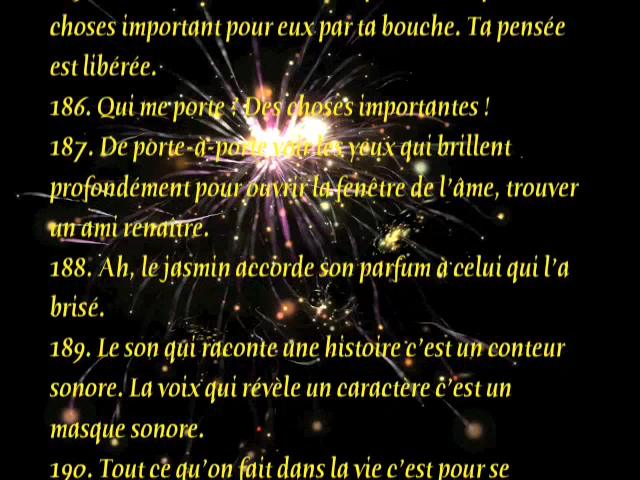 choses important pour eux par ta bouche. Ta pensée
est libérée.
186. Qui me porte ? Des choses importantes !
187. De porte-à-porte voir les yeux qui brillent
profondément pour ouvrir la fenêtre de l'âme, trouver
un ami renaître.
188. Ah, le jasmin accorde son parfum à celui qui l'a
brisé.
189. Le son qui raconte une histoire c'est un conteur
sonore. La voix qui révèle un caractère c'est un
masque sonore.
190. Tout ce qu'on fait dans la vie c'est pour se